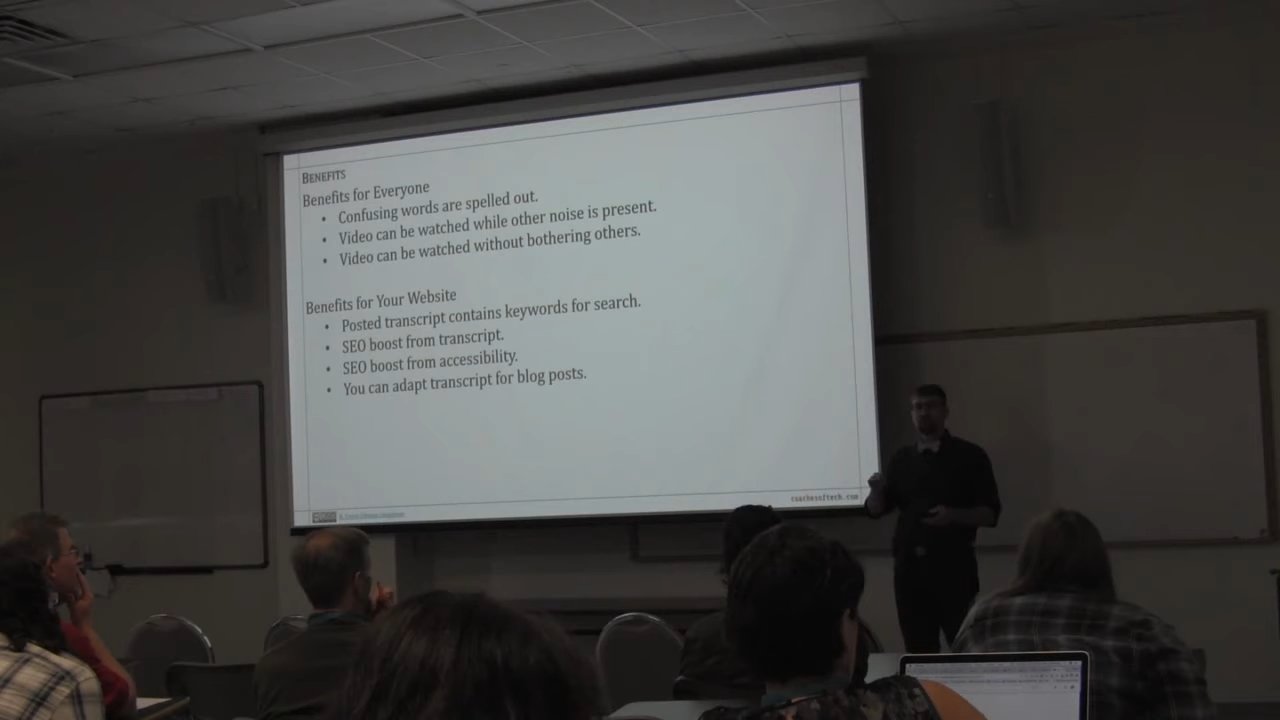 BENEFITS
Benefits for Everyone
• Confusing words are spelled out.
• Video can be watched while other noise is present.
• Video can be watched without bothering others.
Benefits for Your Website
• Posted transcript contains keywords for search.
• SEO boost from transcript.
• SEO boost from accessibility.
• You can adapt transcript for blog posts.
coachessftech.com